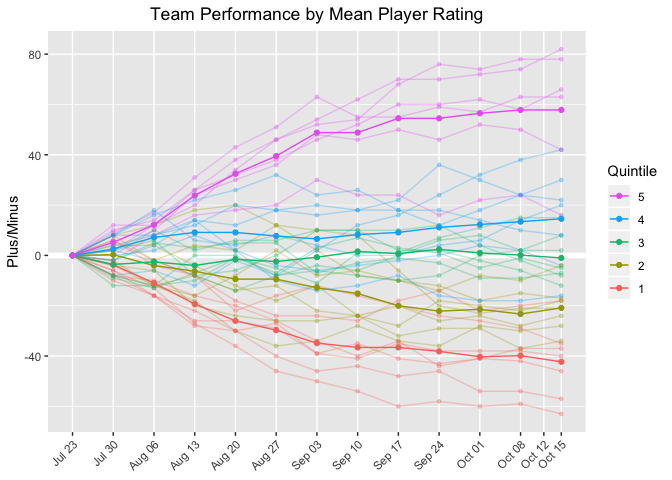 Team Performance by Mean Player Rating
Plus/Minus
80
40
0
-40
Jul 23
Jul 30
Aug 06
Aug 13
Aug 20
Aug 27
Sep 03
Sep 10
Sep 17
Sep 24
Oct 01
Oct 08
Oct 12
Oct 15
Quintile
5
4
3
2
1